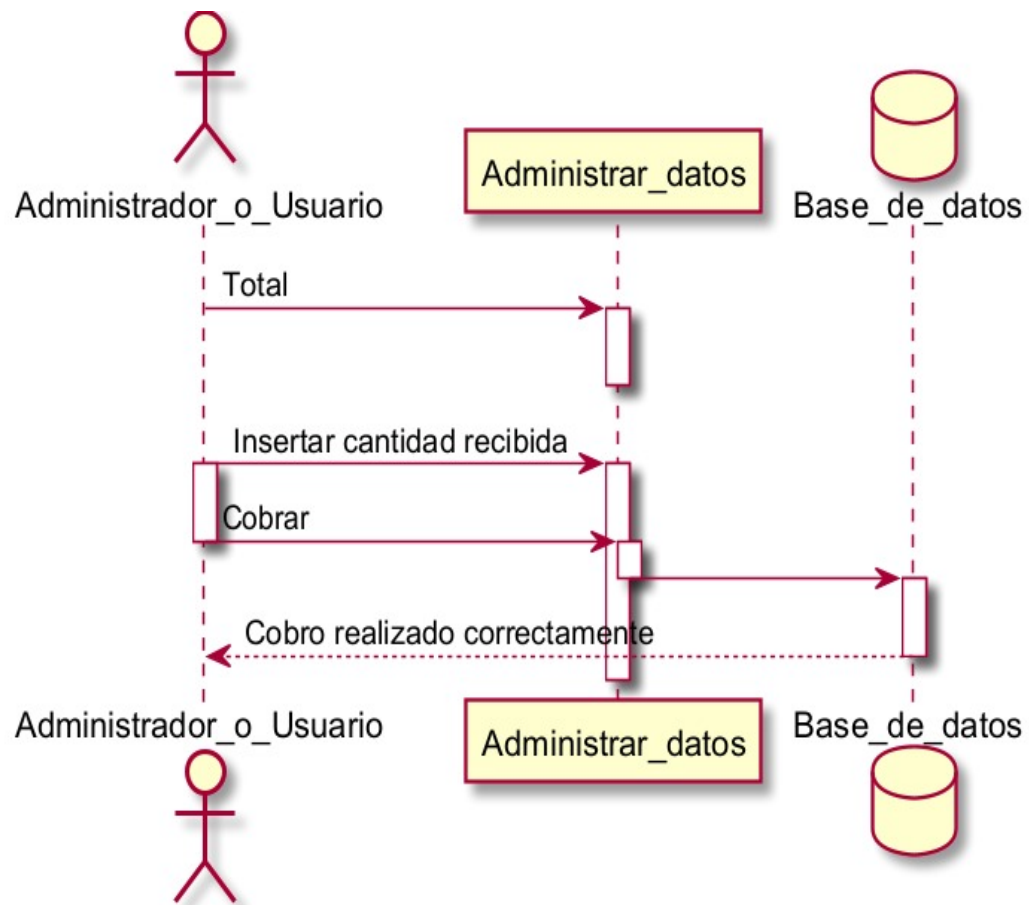 Administrador_o_Usuario
Administrar_datos
Base_de_datos
Total
Insertar cantidad recibida
Cobrar
Cobro realizado correctamente
Administrador_o_Usuario
Administrar_datos
Base_de_datos